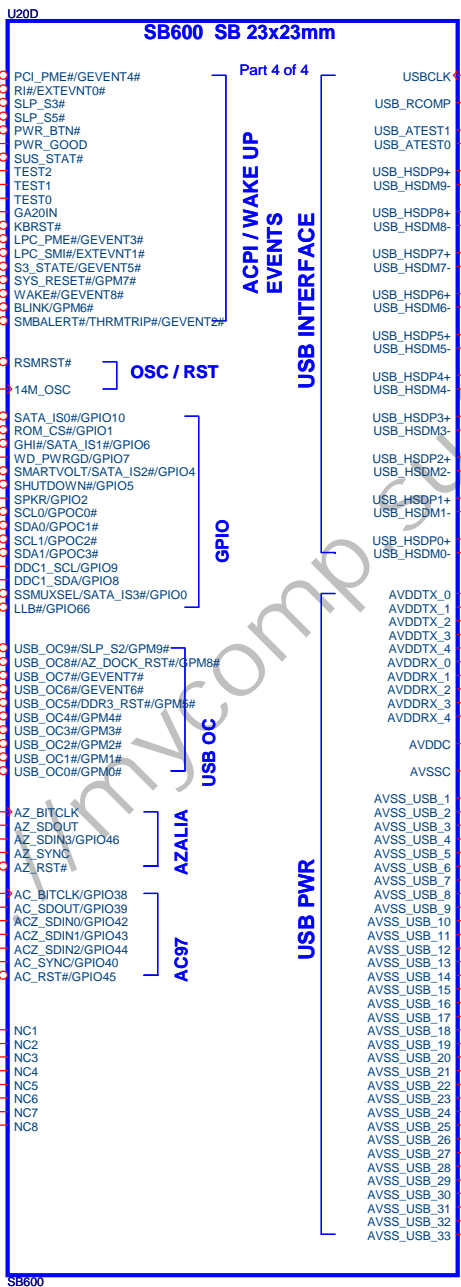 U20D
SB600 SB 23x23mm
Part 4 of 4
PCI_PME#/GEVENT4#
RI#/EXTEVNT0#
SLP_S3#
SLP_S5#
PWR_BTN#
PWR_GOOD
SUS_STAT#
TEST2
TEST1
TEST0
GA20IN
KBRST#
LPC_PME#/GEVENT3#
LPC_SMI#/EXTEVNT1#
S3_STATE/GEVENT5#
SYS_RESET#/GPM7#
WAKE#/GEVENT8#
BLINK/GPM6#
SMBALERT#/THRMTRIP#/GEVENT2#
ACPI / WAKE UP
EVENTS
RSMRST#
14M_OSC
OSC / RST
SATA_IS0#/GPIO10
ROM_CS#/GPIO1
GHI#/SATA_IS1#/GPIO6
WD_PWRGD/GPIO7
SMARTVOLT/SATA_IS2#/GPIO4
SHUTDOWN#/GPIO5
SPKR/GPIO2
SCL0/GPOC0#
SDA0/GPOC1#
SCL1/GPOC2#
SDA1/GPOC3#
DDC1_SCL/GPIO9
DDC1_SDA/GPIO8
SSMUXSEL/SATA_IS3#/GPIO0
LLB#/GPIO66
GPIO
USB_OC9#/SLP_S2/GPM9#
USB_OC8#/AZ_DOCK_RST#/GPM8#
USB_OC7#/GEVENT7#
USB_OC6#/GEVENT6#
USB_OC5#/DDR3_RST#/GPM5#
USB_OC4#/GPM4#
USB_OC3#/GPM3#
USB_OC2#/GPM2#
USB_OC1#/GPM1#
USB_OC0#/GPM0#
USB OC
AZ_BITCLK
AZ_SDOUT
AZ_SDIN3/GPIO46
AZ_SYNC
AZ_RST#
AZALIA
AC_BITCLK/GPIO38
AC_SDOUT/GPIO39
ACZ_SDIN0/GPIO42
ACZ_SDIN1/GPIO43
ACZ_SDIN2/GPIO44
AC_SYNC/GPIO40
AC_RST#/GPIO45
AC97
NC1
NC2
NC3
NC4
NC5
NC6
NC7
NC8
USBCLK
USB_RCOMP
USB_ATEST1
USB_ATEST0
USB_HSDP9+
USB_HSDM9-
USB_HSDP8+
USB_HSDM8-
USB_HSDP7+
USB_HSDM7-
USB_HSDP6+
USB_HSDM6-
USB_HSDP5+
USB_HSDM5-
USB_HSDP4+
USB_HSDM4-
USB_HSDP3+
USB_HSDM3-
USB_HSDP2+
USB_HSDM2-
USB_HSDP1+
USB_HSDM1-
USB_HSDP0+
USB_HSDM0-
USB INTERFACE
AVDDTX_0
AVDDTX_1
AVDDTX_2
AVDDTX_3
AVDDTX_4
AVDDRX_0
AVDDRX_1
AVDDRX_2
AVDDRX_3
AVDDRX_4
AVDDC
AVSSC
AVSS_USB_1
AVSS_USB_2
AVSS_USB_3
AVSS_USB_4
AVSS_USB_5
AVSS_USB_6
AVSS_USB_7
AVSS_USB_8
AVSS_USB_9
AVSS_USB_10
AVSS_USB_11
AVSS_USB_12
AVSS_USB_13
AVSS_USB_14
AVSS_USB_15
AVSS_USB_16
AVSS_USB_17
AVSS_USB_18
AVSS_USB_19
AVSS_USB_20
AVSS_USB_21
AVSS_USB_22
AVSS_USB_23
AVSS_USB_24
AVSS_USB_25
AVSS_USB_26
AVSS_USB_27
AVSS_USB_28
AVSS_USB_29
AVSS_USB_30
AVSS_USB_31
AVSS_USB_32
AVSS_USB_33
USB PWR
SB600
//mycomp.su